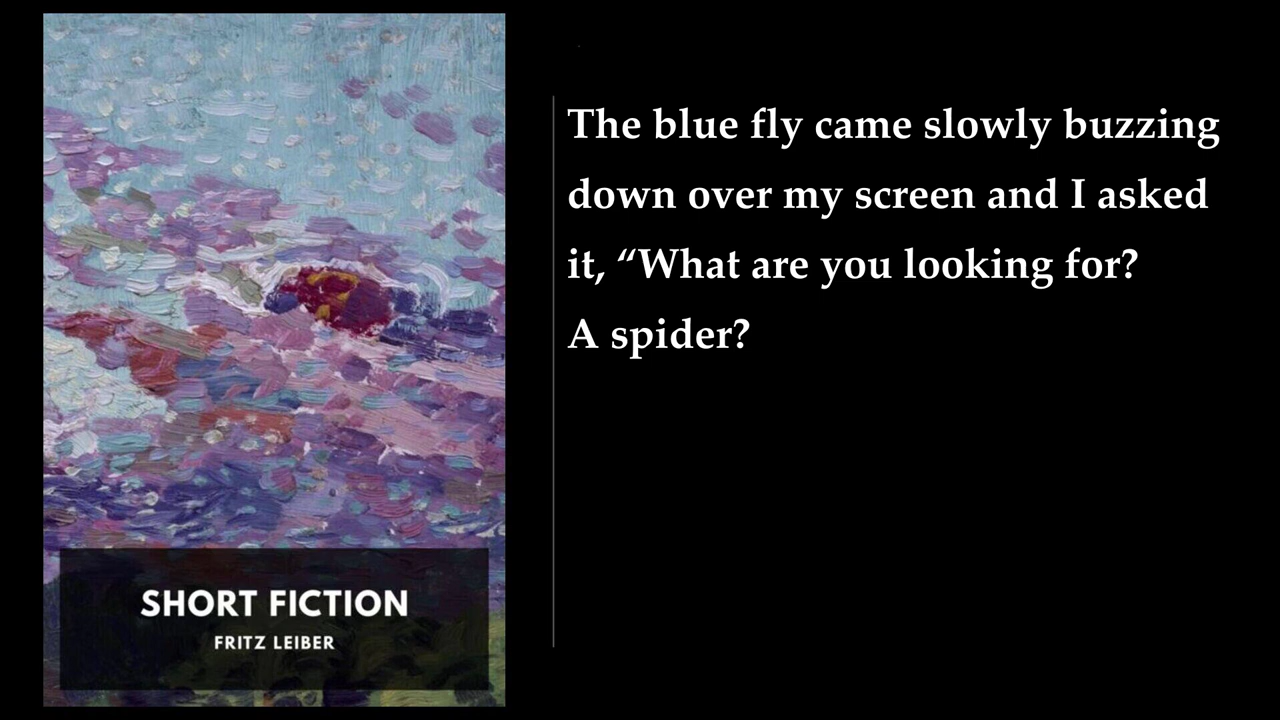 The blue fly came slowly buzzing
down over my screen and I asked
it, “What are you looking for?
A spider?
SHORT FICTION
FRITZ LEIBER